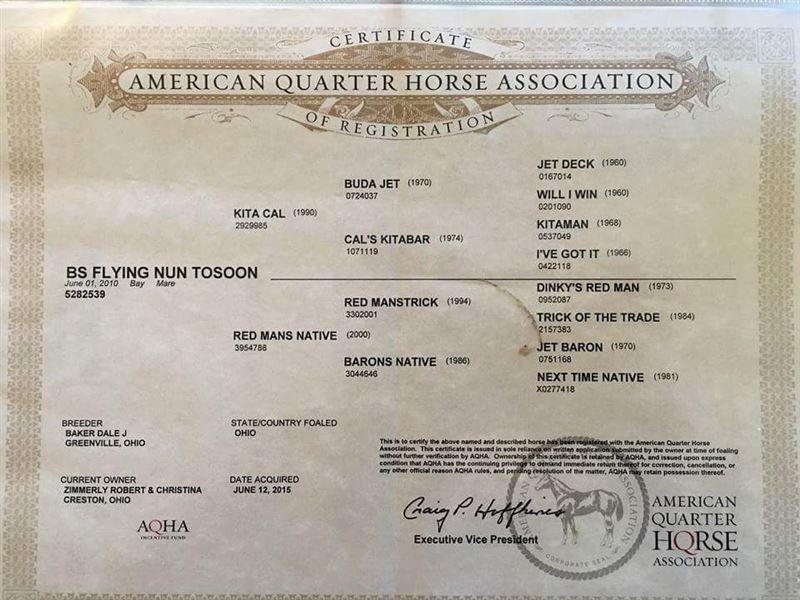 CERTIFICATE
AMERICAN QUARTER HORSE ASSOCIATION
OF REGISTRATION
JET DECK (1960)
0167014
BUDA JET (1970)
0724037
WILL I WIN (1960)
0201090
KITA CAL (1990)
2929985
KITAMAN (1968)
0537049
CAL'S KITABAR (1974)
1071119
I'VE GOT IT (1966)
0422118
BS FLYING NUN TOSOON
June 01, 2010 Bay Mare
5282539
DINKY'S RED MAN (1973)
0952087
RED MANSTRICK (1994)
3302001
TRICK OF THE TRADE (1984)
2157383
RED MANS NATIVE (2000)
3954788
JET BARON (1970)
0751168
BARONS NATIVE (1986)
3044646
NEXT TIME NATIVE (1981)
X0277418
BREEDER
BAKER DALE J
GREENVILLE, OHIO
STATE/COUNTRY FOALED
OHIO
CURRENT OWNER
ZIMMERLY ROBERT & CHRISTINA
CRESTON, OHIO
DATE ACQUIRED
JUNE 12, 2015
This is to certify the above named and described horse has been registered with the American Quarter Horse
Association. This certificate is issued in sole reliance on written application submitted by the owner at time of foaling
without further verification by AQHA. Ownership of this certificate is retained by AQHA, and issued upon express
condition that AQHA has the continuing privilege to demand immediate return thereof for correction, cancellation, or
any other official reason AQHA rules, and pending resolution of the matter, AQHA may retain possession thereof.
Craig P. Huffhines
Executive Vice President
CORPORATE SEAL
AQHA
INCENTIVE FUND
AMERICAN
QUARTER
HORSE
ASSOCIATION